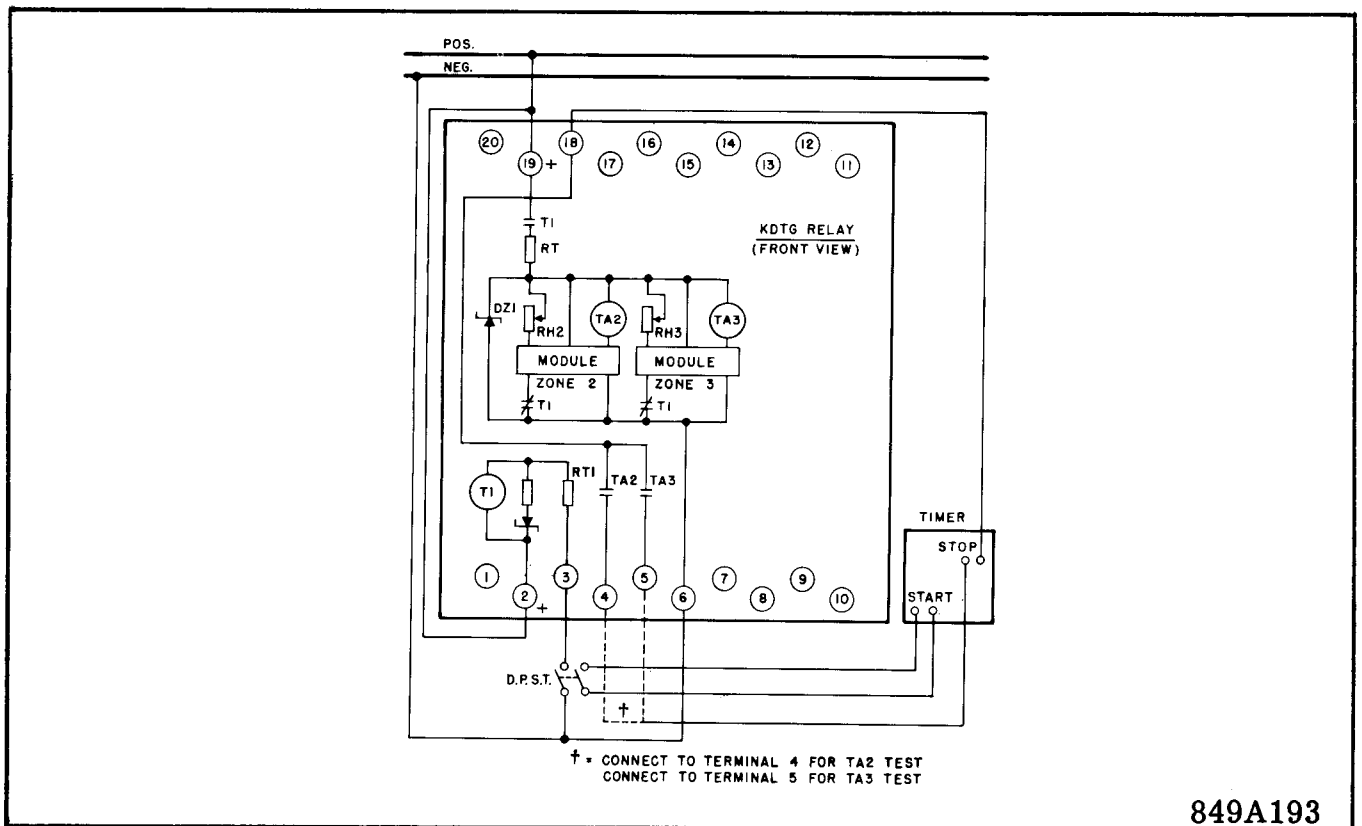 POS.
NEG.
20
19 +
18
17
16
15
14
13
12
11
T1
RT
KDTG RELAY
(FRONT VIEW)
DZ1
RH2
TA2
RH3
TA3
MODULE
ZONE 2
T1
MODULE
ZONE 3
T1
T1
RT1
TA2
TA3
TIMER
STOP
START
1
2 +
3
4
5
6
7
8
9
10
D.P.S.T.
†
† = CONNECT TO TERMINAL 4 FOR TA2 TEST
CONNECT TO TERMINAL 5 FOR TA3 TEST
849A193